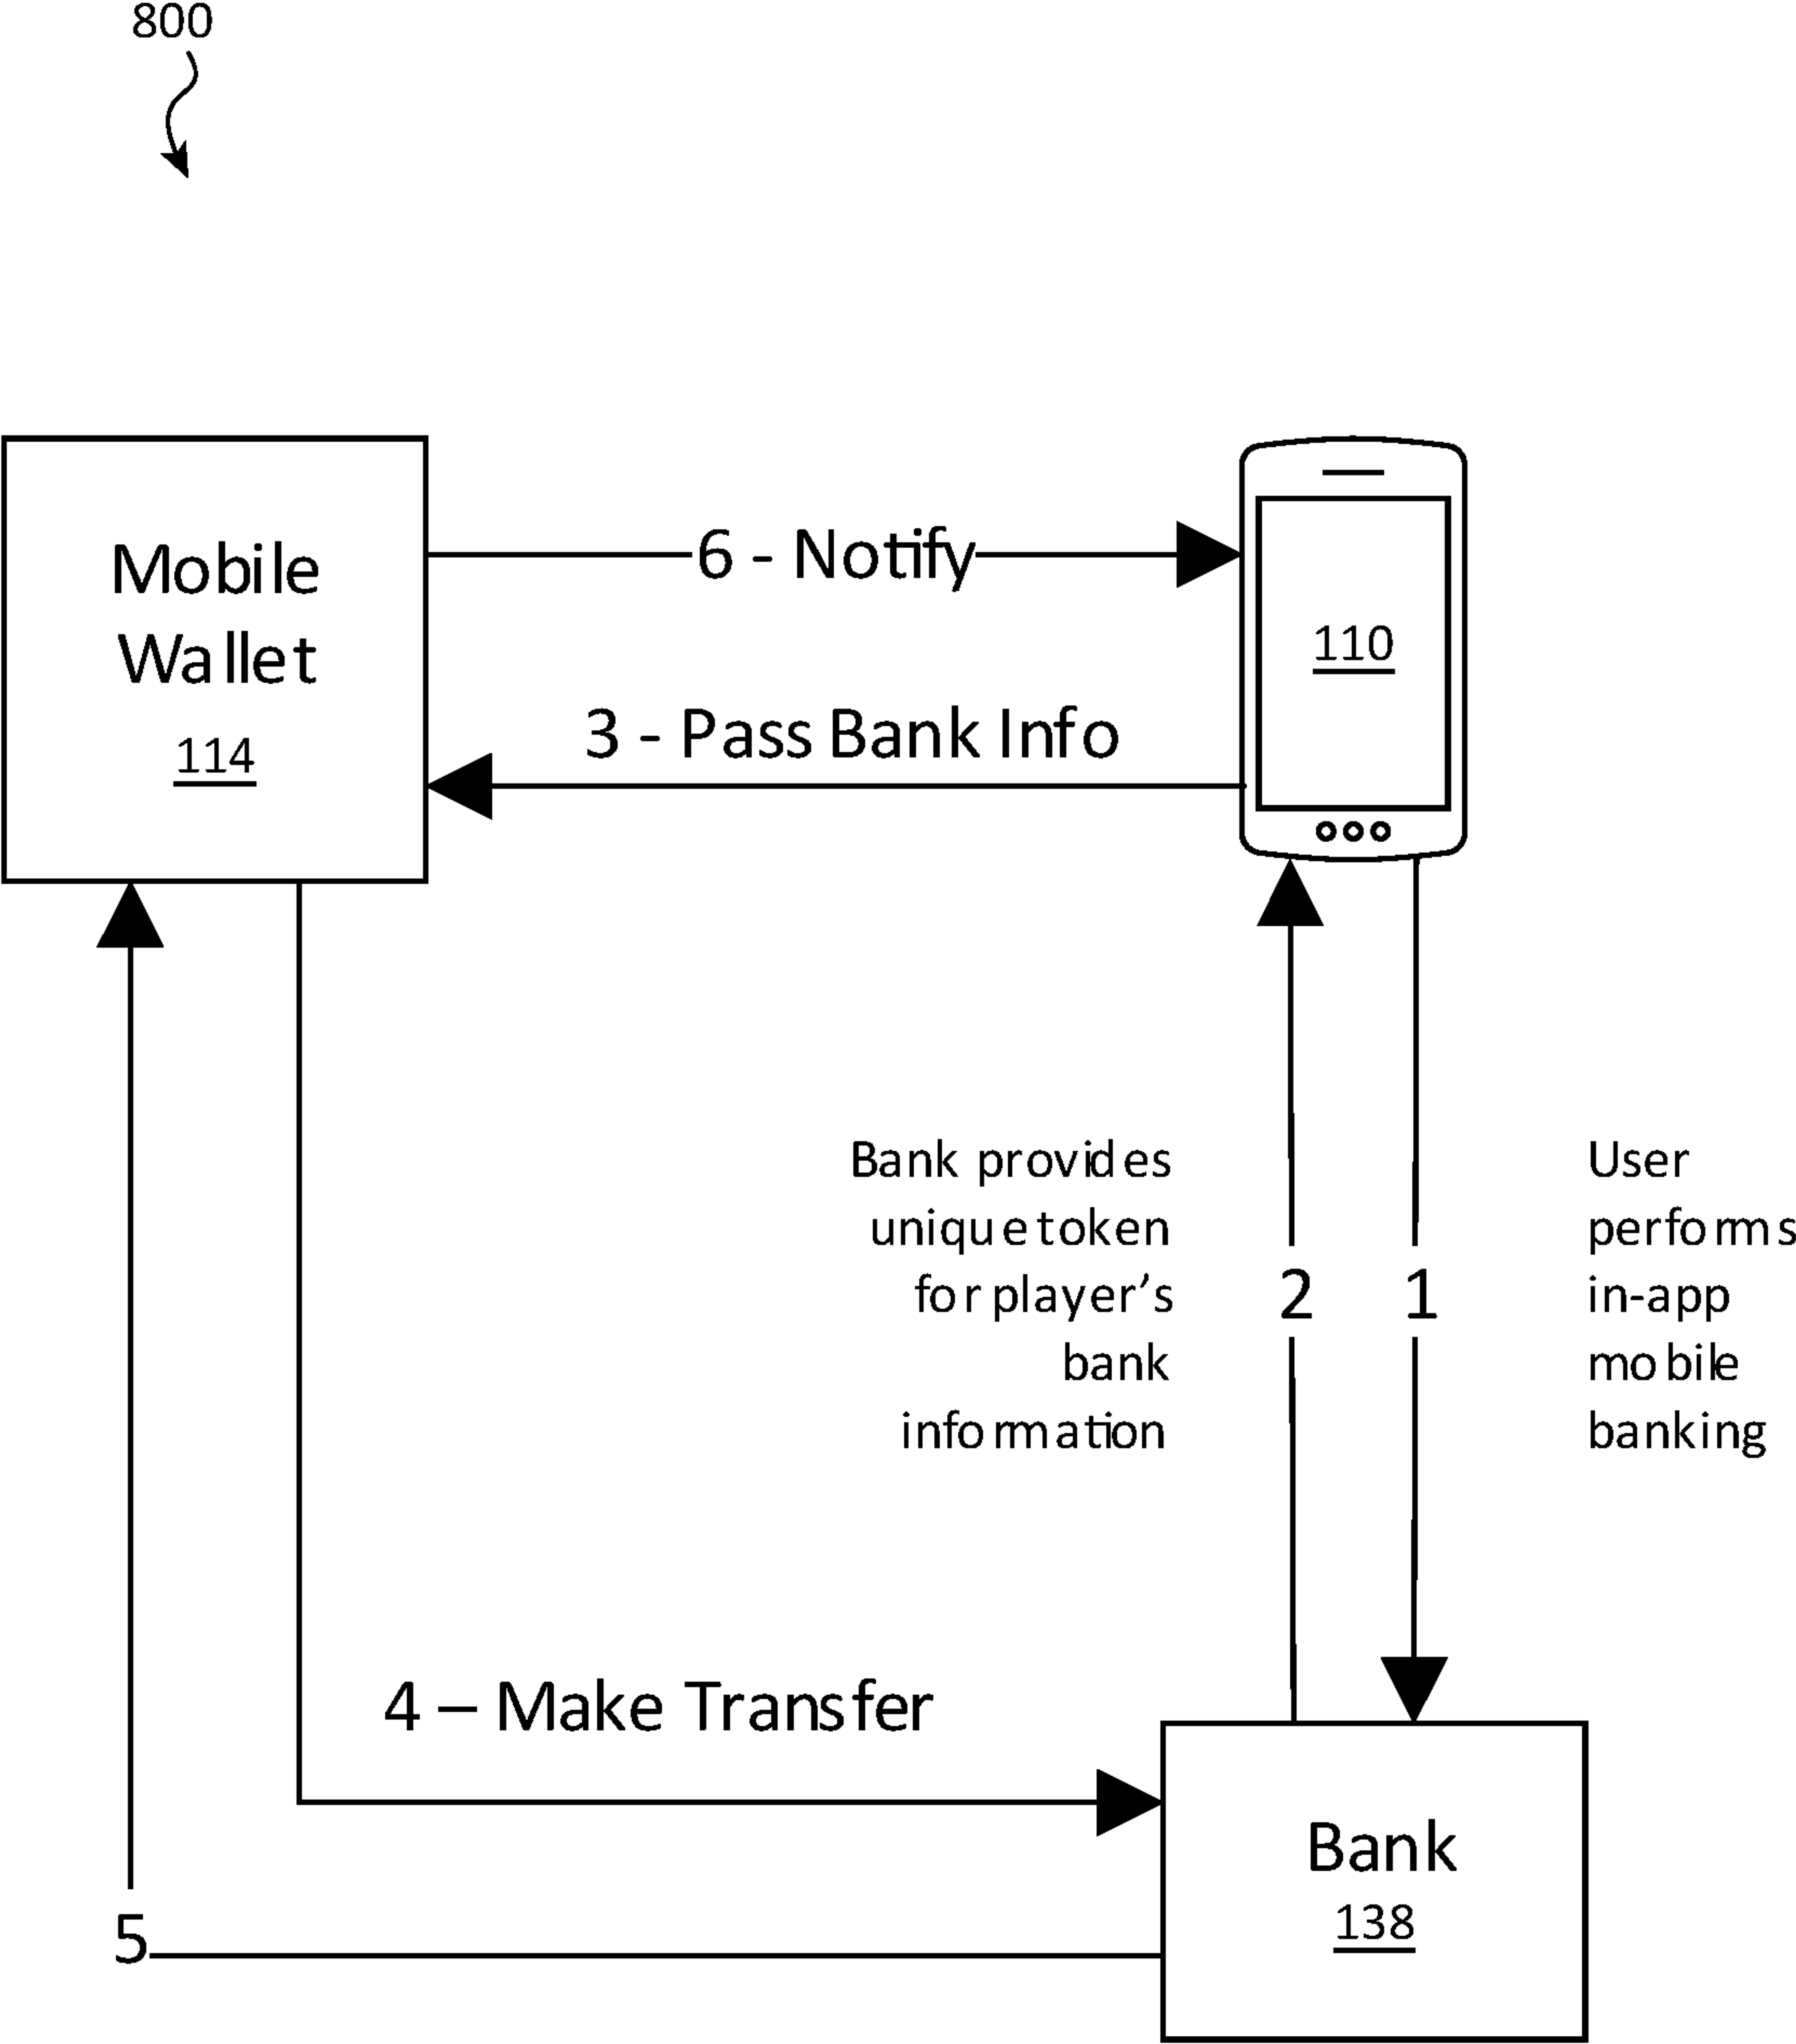 800
Mobile
Wallet
114
6 - Notify
110
3 - Pass Bank Info
Bank provides
unique token
for player's
bank
information
2
1
User
performs
in-app
mobile
banking
4 – Make Transfer
Bank
138
5